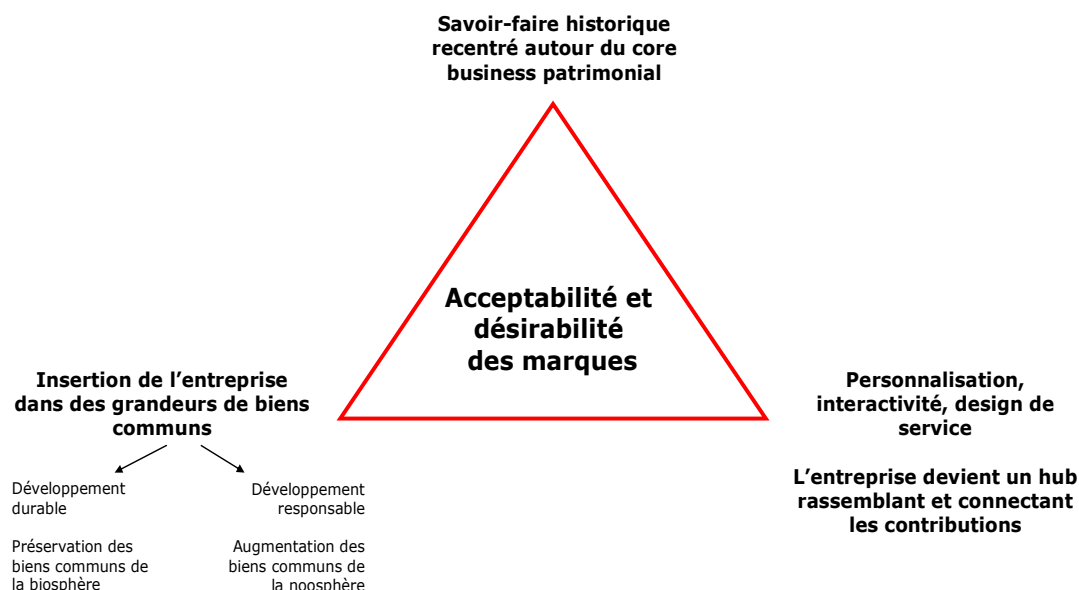 Savoir-faire historique
recentré autour du core
business patrimonial
Acceptabilité et
désirabilité
des marques
Insertion de l’entreprise
dans des grandeurs de biens
communs
Développement
durable
Préservation des
biens communs de
la biosphère
Développement
responsable
Augmentation des
biens communs de
la noosphère
Personnalisation,
interactivité, design de
service
L’entreprise devient un hub
rassemblant et connectant
les contributions